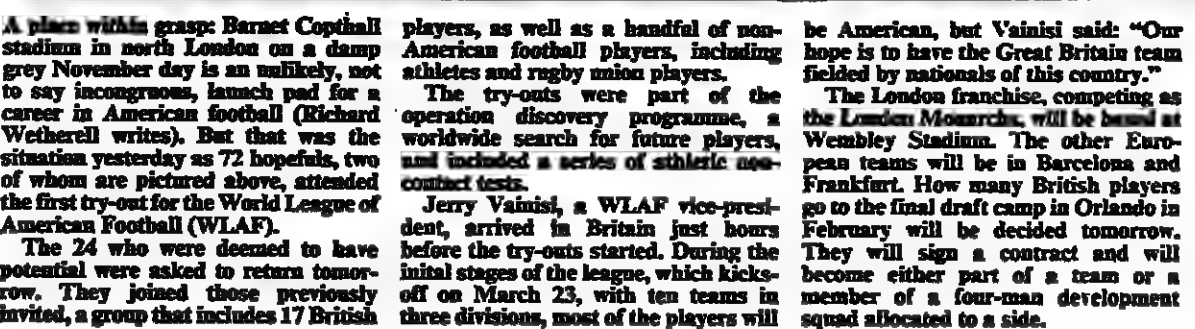 A place within grasp: Barnet Copthall
stadium in north London on a damp
grey November day is an unlikely, not
to say incongruous, launch pad for a
career in American football (Richard
Wetherell writes). But that was the
situation yesterday as 72 hopefuls, two
of whom are pictured above, attended
the first try-out for the World League of
American Football (WLAF).
The 24 who were deemed to have
potential were asked to return tomor-
row. They joined those previously
invited, a group that includes 17 British
players, as well as a handful of non-
American football players, including
athletes and rugby union players.
The try-outs were part of the
operation discovery programme, a
worldwide search for future players,
and included a series of athletic non-
contact tests.
Jerry Vainisi, a WLAF vice-presi-
dent, arrived in Britain just hours
before the try-outs started. During the
inital stages of the league, which kicks-
off on March 23, with ten teams in
three divisions, most of the players will
be American, but Vainisi said: “Our
hope is to have the Great Britain team
fielded by nationals of this country.”
The London franchise, competing as
the London Monarchs, will be based at
Wembley Stadium. The other Euro-
pean teams will be in Barcelona and
Frankfurt. How many British players
go to the final draft camp in Orlando in
February will be decided tomorrow.
They will sign a contract and will
become either part of a team or a
member of a four-man development
squad allocated to a side.